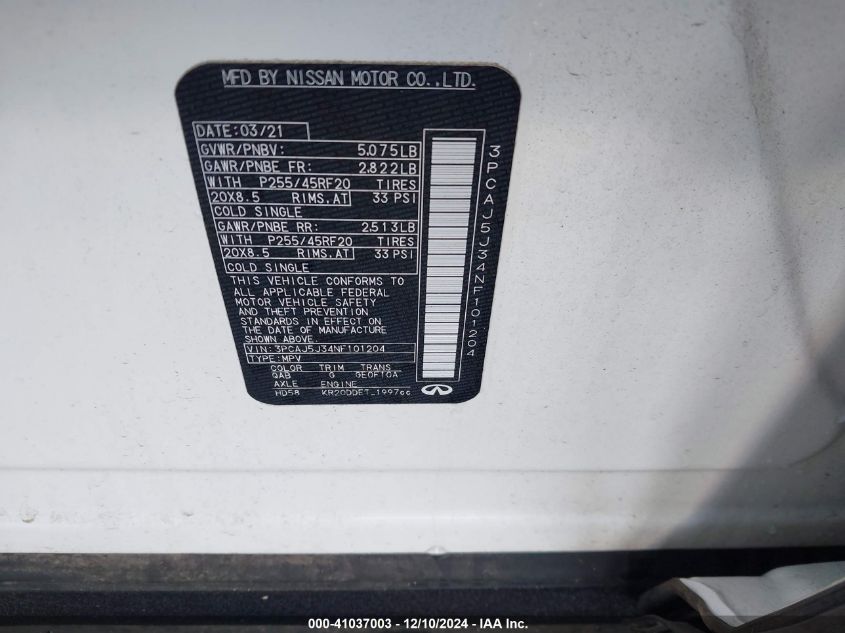 MFD BY NISSAN MOTOR CO.,LTD.
DATE:03/21
GVWR/PNBV: 5.075LB
GAWR/PNBE FR: 2.822LB
WITH P255/45RF20 TIRES
20X8.5 RIMS.AT 33 PSI
COLD SINGLE
GAWR/PNBE RR: 2.513LB
WITH P255/45RF20 TIRES
20X8.5 RIMS.AT 33 PSI
COLD SINGLE
THIS VEHICLE CONFORMS TO
ALL APPLICABLE FEDERAL
MOTOR VEHICLE SAFETY
AND THEFT PREVENTION
STANDARDS IN EFFECT ON
THE DATE OF MANUFACTURE
SHOWN ABOVE.
VIN: 3PCAJ5J34NF101204
TYPE: MPV
COLOR TRIM TRANS
QAB G GE0F10A
AXLE ENGINE
HD58 KR20DDET 1997cc
3PCAJ5J34NF101204
000-41037003 - 12/10/2024 - IAA Inc.